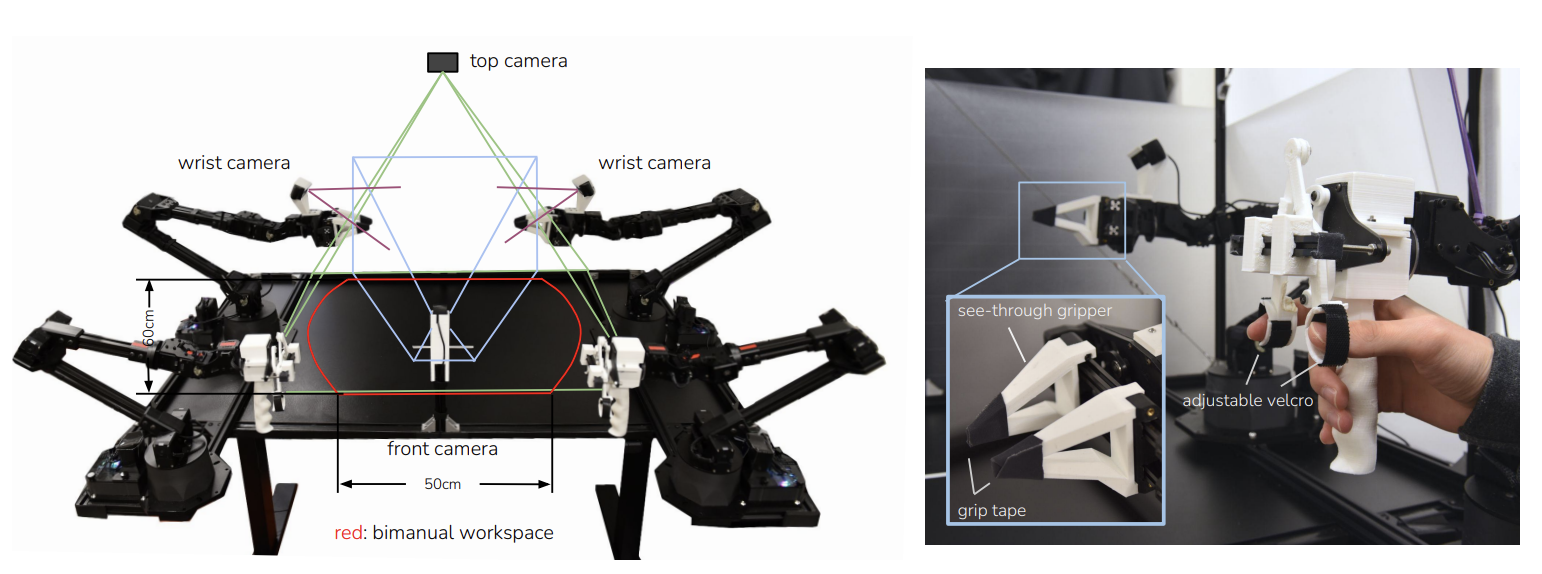 top camera
wrist camera
wrist camera
60cm
front camera
50cm
red: bimanual workspace
see-through gripper
adjustable velcro
grip tape